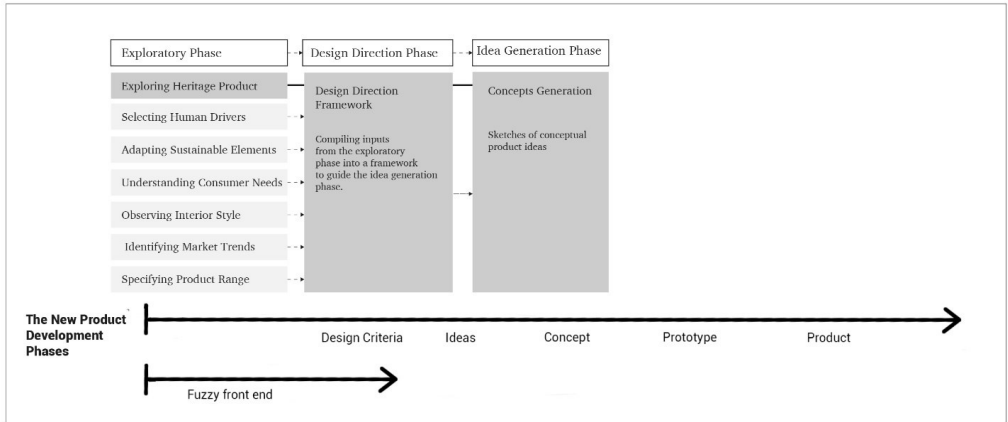 Exploratory Phase
Design Direction Phase
Idea Generation Phase
Exploring Heritage Product
Selecting Human Drivers
Adapting Sustainable Elements
Understanding Consumer Needs
Observing Interior Style
Identifying Market Trends
Specifying Product Range
Design Direction
Framework
Compiling inputs
from the exploratory
phase into a framework
to guide the idea generation
phase.
Concepts Generation
Sketches of conceptual
product ideas
The New Product
Development
Phases
Design Criteria
Ideas
Concept
Prototype
Product
Fuzzy front end